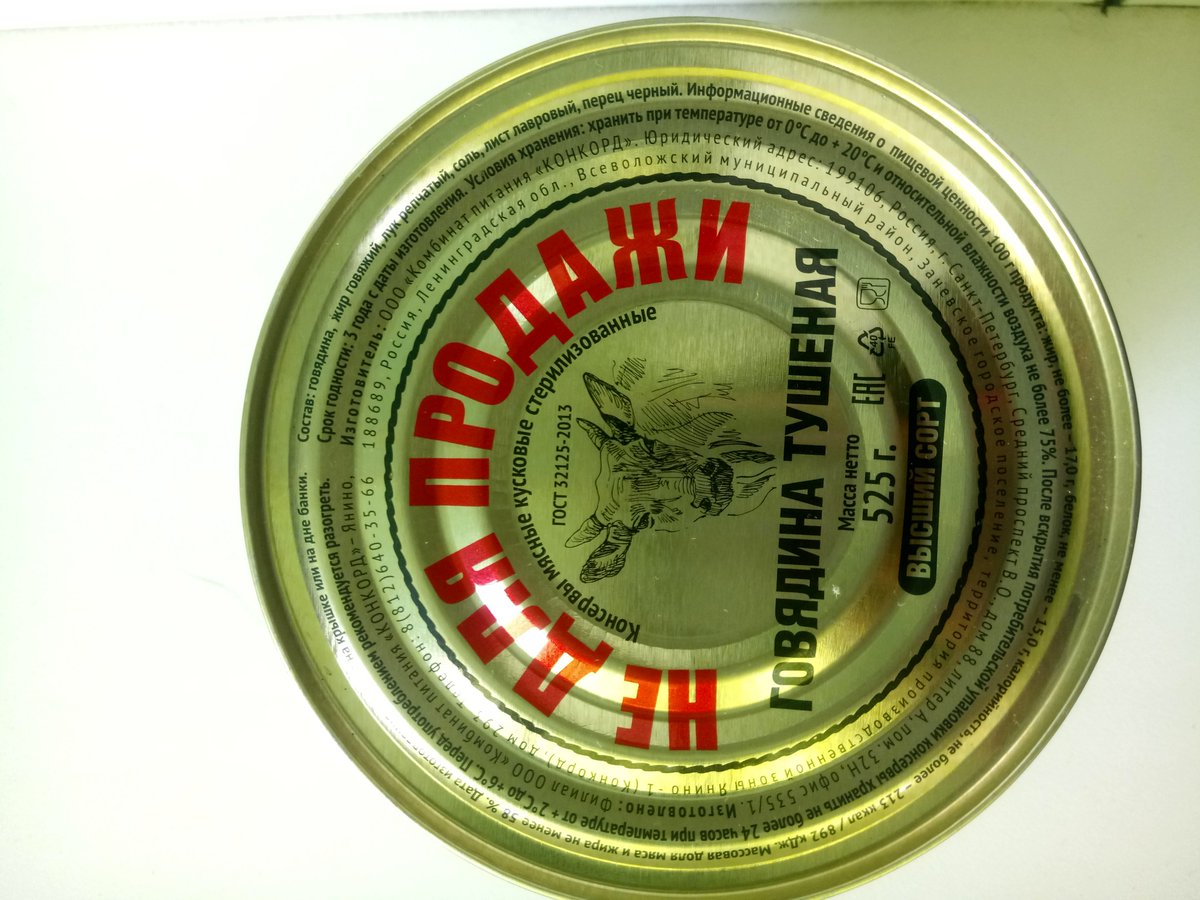 НЕ ДЛЯ ПРОДАЖИ
Консервы мясные кусковые стерилизованные
ГОСТ 32125-2013
ГОВЯДИНА ТУШЕНАЯ
Масса нетто
525 г.
EAC
40
FE
ВЫСШИЙ СОРТ
Состав: говядина, жир говяжий, лук репчатый, соль, лист лавровый, перец черный. Информационные сведения о пищевой ценности 100 г продукта: жир, не более – 17,0 г, белок, не менее – 15,0 г, калорийность, не более – 213 ккал / 892 кДж. Массовая доля мяса и жира не менее 58 %. Дата на крышке или на дне банки.
Срок годности: 3 года с даты изготовления. Условия хранения: хранить при температуре от 0°С до + 20°С и относительной влажности воздуха не более 75%. После вскрытия потребительской упаковки консервы хранить не более 24 часов при температуре от + 2°С до +6°С. Перед употреблением рекомендуется разогреть.
Изготовитель: ООО «Комбинат питания «КОНКОРД». Юридический адрес: 199106, Россия, г. Санкт-Петербург, Средний проспект В.О., дом 88, литер А, пом. 32Н, офис 535/1. Изготовлено: Филиал ООО «Комбинат питания «КОНКОРД» – Янино,
188689, Россия, Ленинградская обл., Всеволожский муниципальный район, Заневское городское поселение, территория производственной зоны Янино-1 (Конкорд), дом Телефон: 8(812)640-35-66